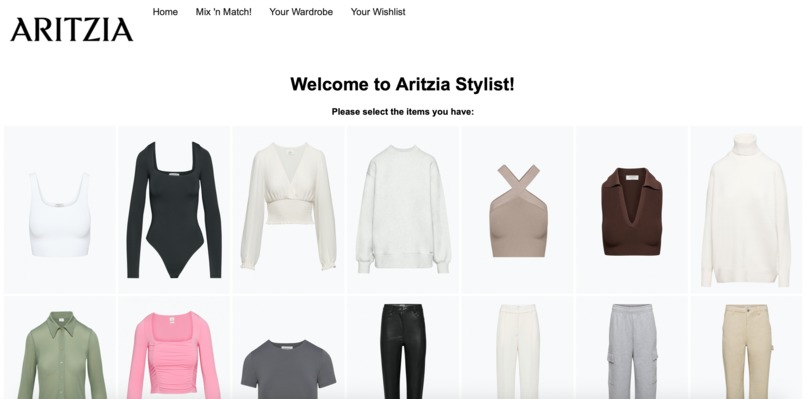 ARITZIA
Home Mix 'n Match! Your Wardrobe Your Wishlist
Welcome to Aritzia Stylist!
Please select the items you have: